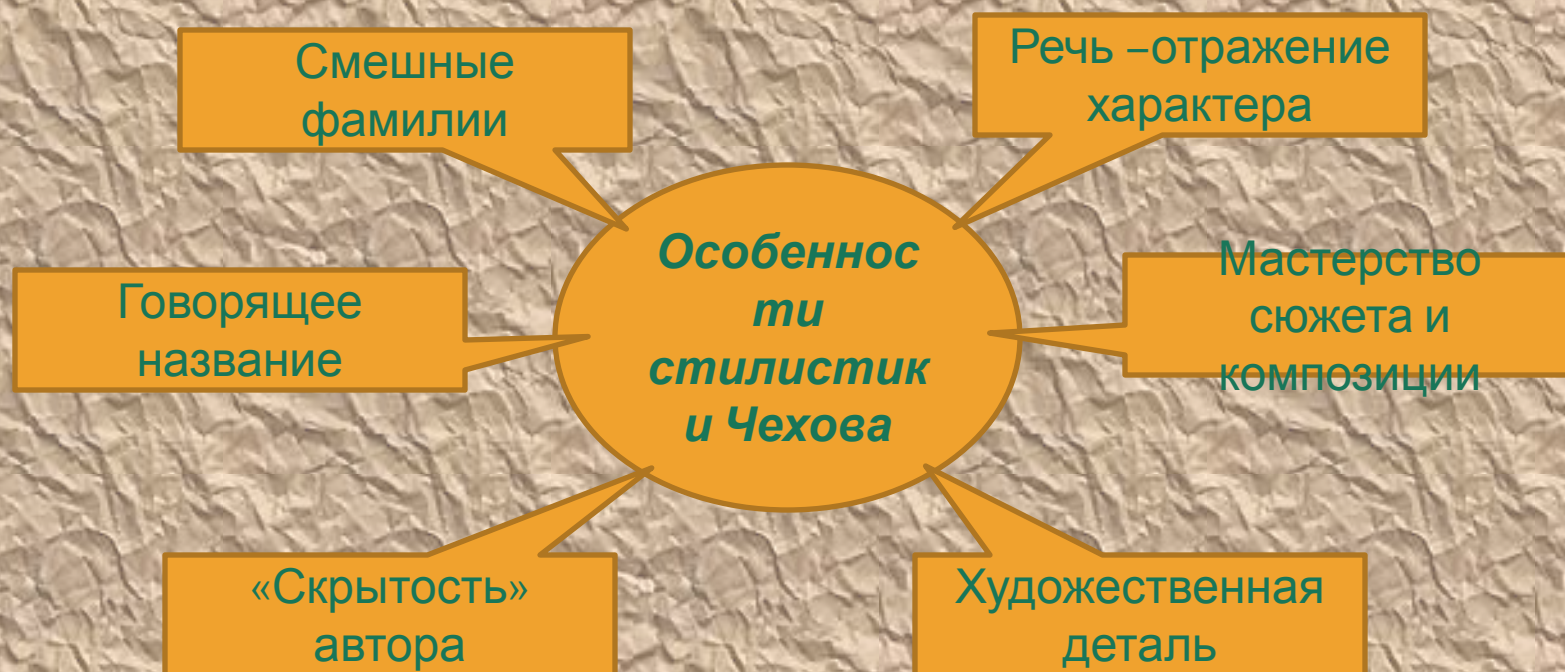 Смешные
фамилии
Речь –отражение
характера
Говорящее
название
Особеннос
ти
стилистик
и Чехова
Мастерство
сюжета и
композиции
«Скрытость»
автора
Художественная
деталь